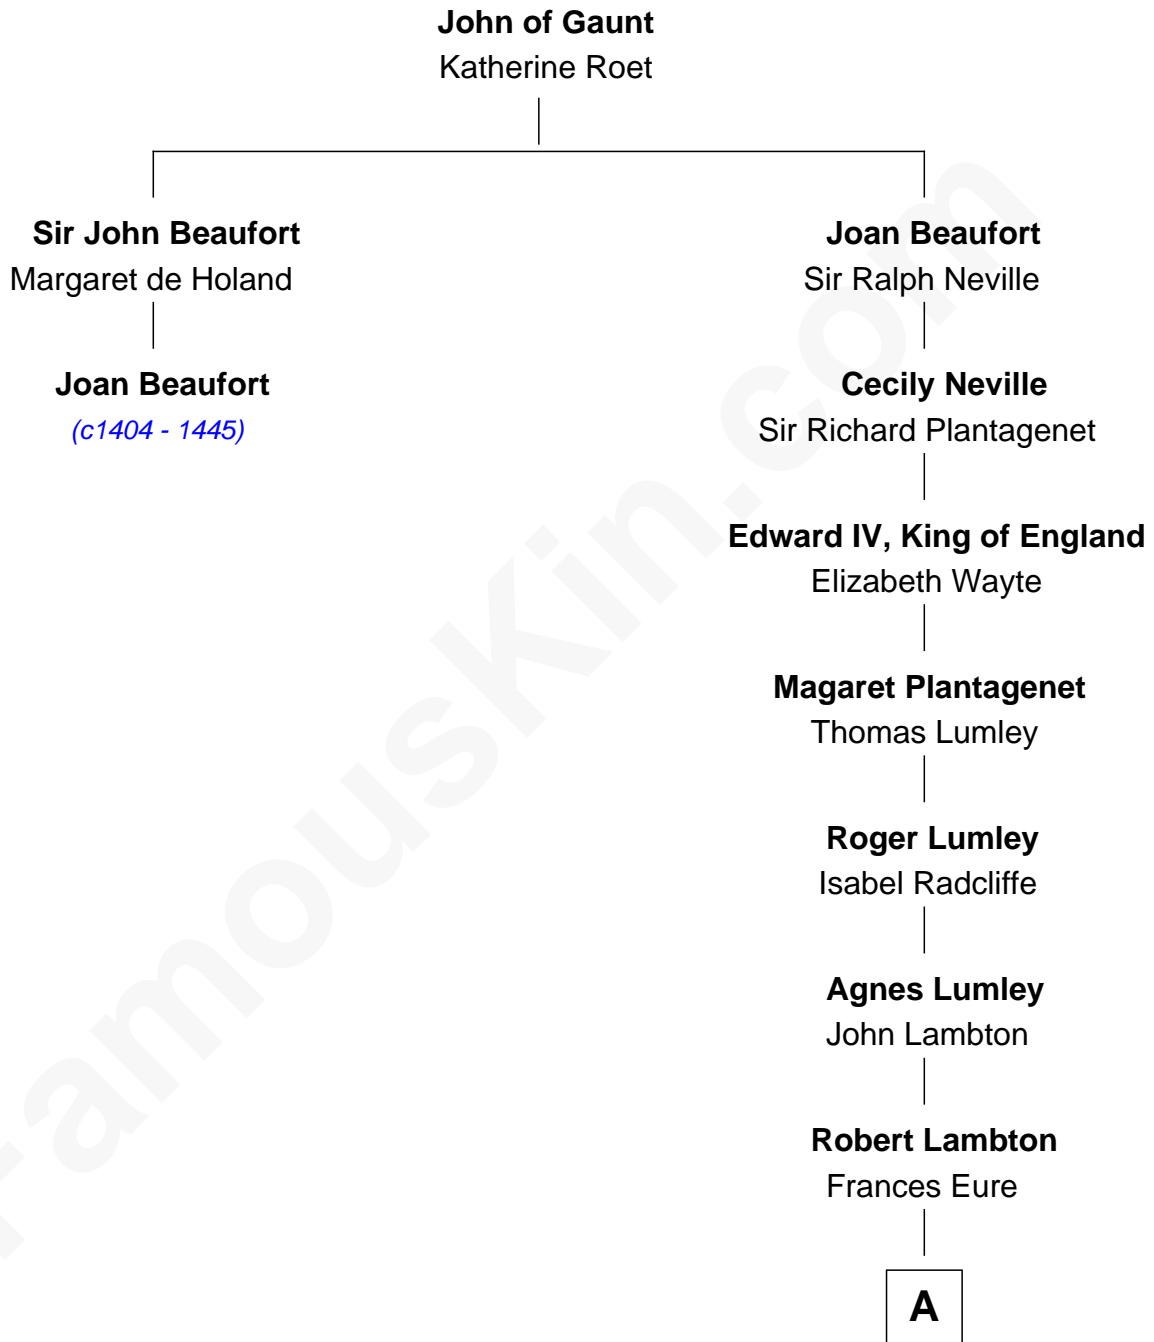 John of Gaunt
Katherine Roet
Sir John Beaufort
Margaret de Holand
Joan Beaufort
(c1404 - 1445)
Joan Beaufort
Sir Ralph Neville
Cecily Neville
Sir Richard Plantagenet
Edward IV, King of England
Elizabeth Wayte
Magaret Plantagenet
Thomas Lumley
Roger Lumley
Isabel Radcliffe
Agnes Lumley
John Lambton
Robert Lambton
Frances Eure
A
FamousKin.com